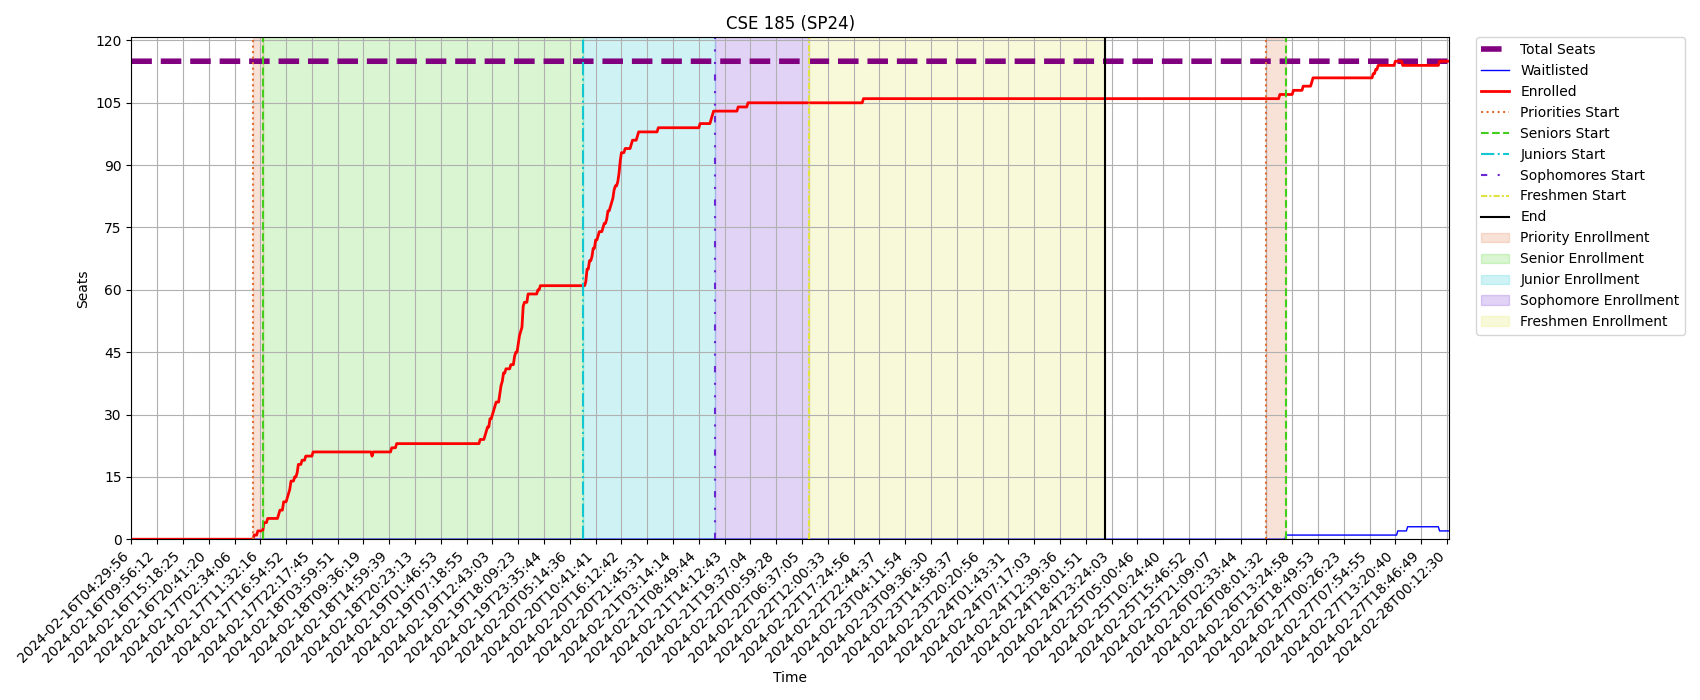 CSE 185 (SP24)
Seats
120
105
90
75
60
45
30
15
0
2024-02-16T04:29:56
2024-02-16T09:56:12
2024-02-16T15:18:25
2024-02-16T20:41:20
2024-02-17T02:34:06
2024-02-17T11:32:16
2024-02-17T16:54:52
2024-02-17T22:17:45
2024-02-18T03:59:51
2024-02-18T09:36:19
2024-02-18T14:59:39
2024-02-18T20:23:13
2024-02-19T01:46:53
2024-02-19T07:18:55
2024-02-19T12:43:03
2024-02-19T18:09:23
2024-02-19T23:35:44
2024-02-20T05:14:36
2024-02-20T10:41:41
2024-02-20T16:12:42
2024-02-20T21:45:31
2024-02-21T03:14:14
2024-02-21T08:49:44
2024-02-21T14:12:43
2024-02-21T19:37:04
2024-02-22T00:59:28
2024-02-22T06:37:05
2024-02-22T12:00:33
2024-02-22T17:24:56
2024-02-22T22:44:37
2024-02-23T04:11:54
2024-02-23T09:36:30
2024-02-23T14:58:37
2024-02-23T20:20:56
2024-02-24T01:43:31
2024-02-24T07:17:03
2024-02-24T12:39:36
2024-02-24T18:01:51
2024-02-24T23:24:03
2024-02-25T05:00:46
2024-02-25T10:24:40
2024-02-25T15:46:52
2024-02-25T21:09:07
2024-02-26T02:33:44
2024-02-26T08:01:32
2024-02-26T13:24:58
2024-02-26T18:49:53
2024-02-27T00:26:23
2024-02-27T07:54:55
2024-02-27T13:20:40
2024-02-27T18:46:49
2024-02-28T00:12:30
Time
Total Seats
Waitlisted
Enrolled
Priorities Start
Seniors Start
Juniors Start
Sophomores Start
Freshmen Start
End
Priority Enrollment
Senior Enrollment
Junior Enrollment
Sophomore Enrollment
Freshmen Enrollment